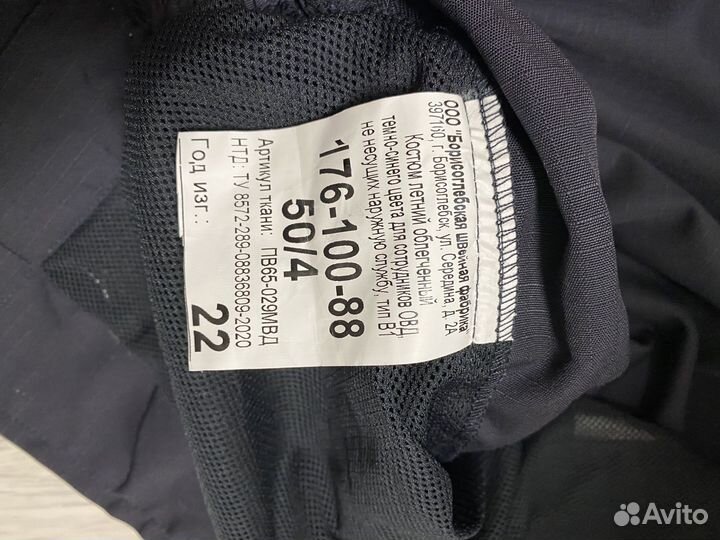 ООО "Борисоглебская швейная фабрика"
397160, г. Борисоглебск, ул. Середина, д. 2А
Костюм летний облегченный
темно-синего цвета для сотрудников ОВД,
не несущих наружную службу, тип В1
176-100-88
50/4
Артикул ткани: ПВ65-029МВД
НТД: ТУ 8572-289-08836809-2020
Год изг.: 22
Avito